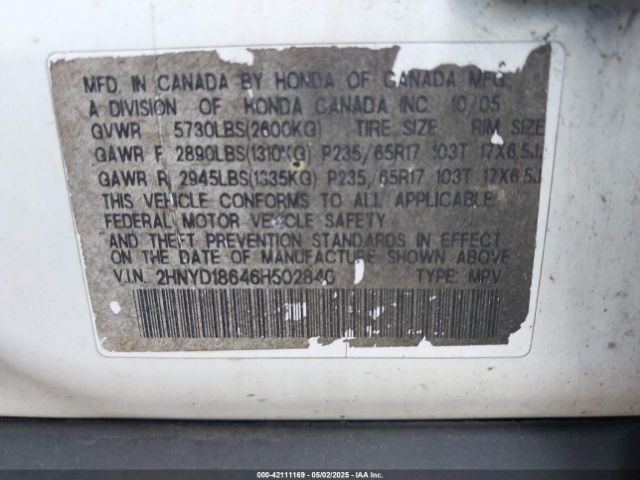 MFD. IN CANADA BY HONDA OF CANADA MFG.
A DIVISION OF HONDA CANADA INC. 10/05
GVWR 5730LBS(2600KG) TIRE SIZE RIM SIZE
GAWR F 2890LBS(1310KG) P235/65R17 103T 17X6.5J
GAWR R 2945LBS(1335KG) P235/65R17 103T 17X6.5J
THIS VEHICLE CONFORMS TO ALL APPLICABLE
FEDERAL MOTOR VEHICLE SAFETY
AND THEFT PREVENTION STANDARDS IN EFFECT
ON THE DATE OF MANUFACTURE SHOWN ABOVE.
V.I.N. 2HNYD18646H502840 TYPE: MPV
000-42111169 - 05/02/2025 - IAAI.com